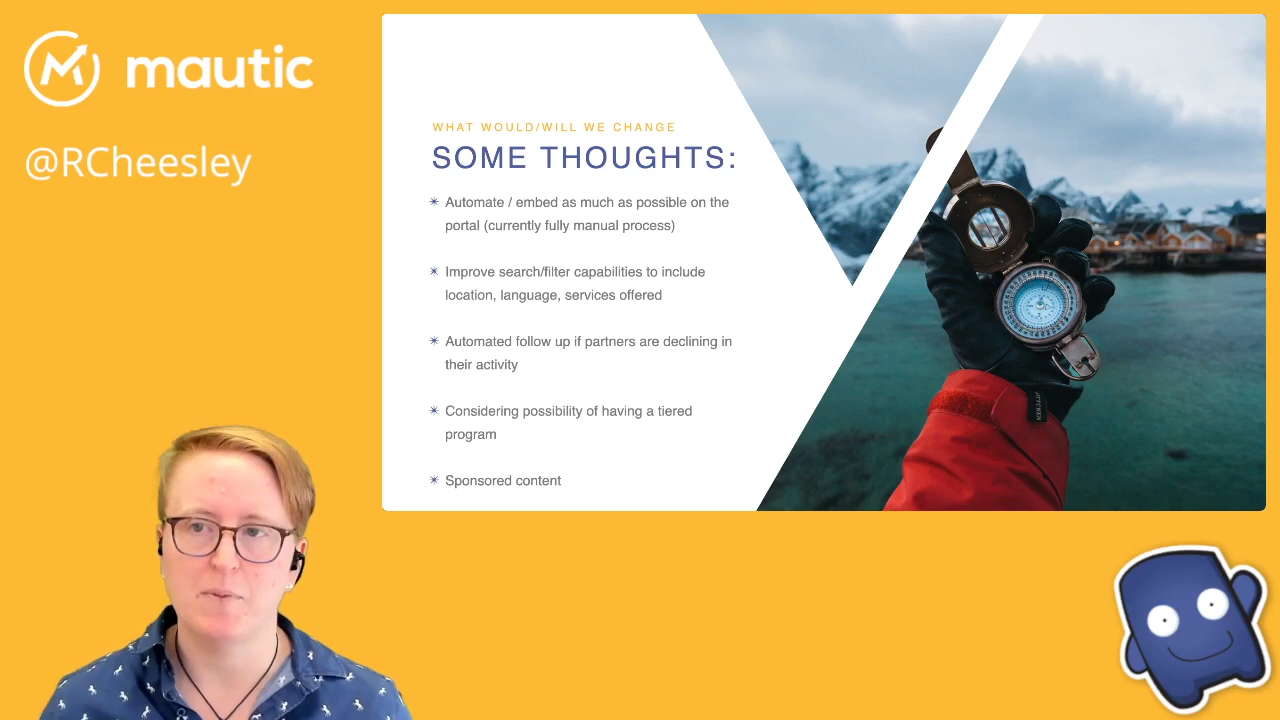 mautic
@RCheesley
WHAT WOULD/WILL WE CHANGE
SOME THOUGHTS:
✴ Automate / embed as much as possible on the
portal (currently fully manual process)
✴ Improve search/filter capabilities to include
location, language, services offered
✴ Automated follow up if partners are declining in
their activity
✴ Considering possibility of having a tiered
program
✴ Sponsored content